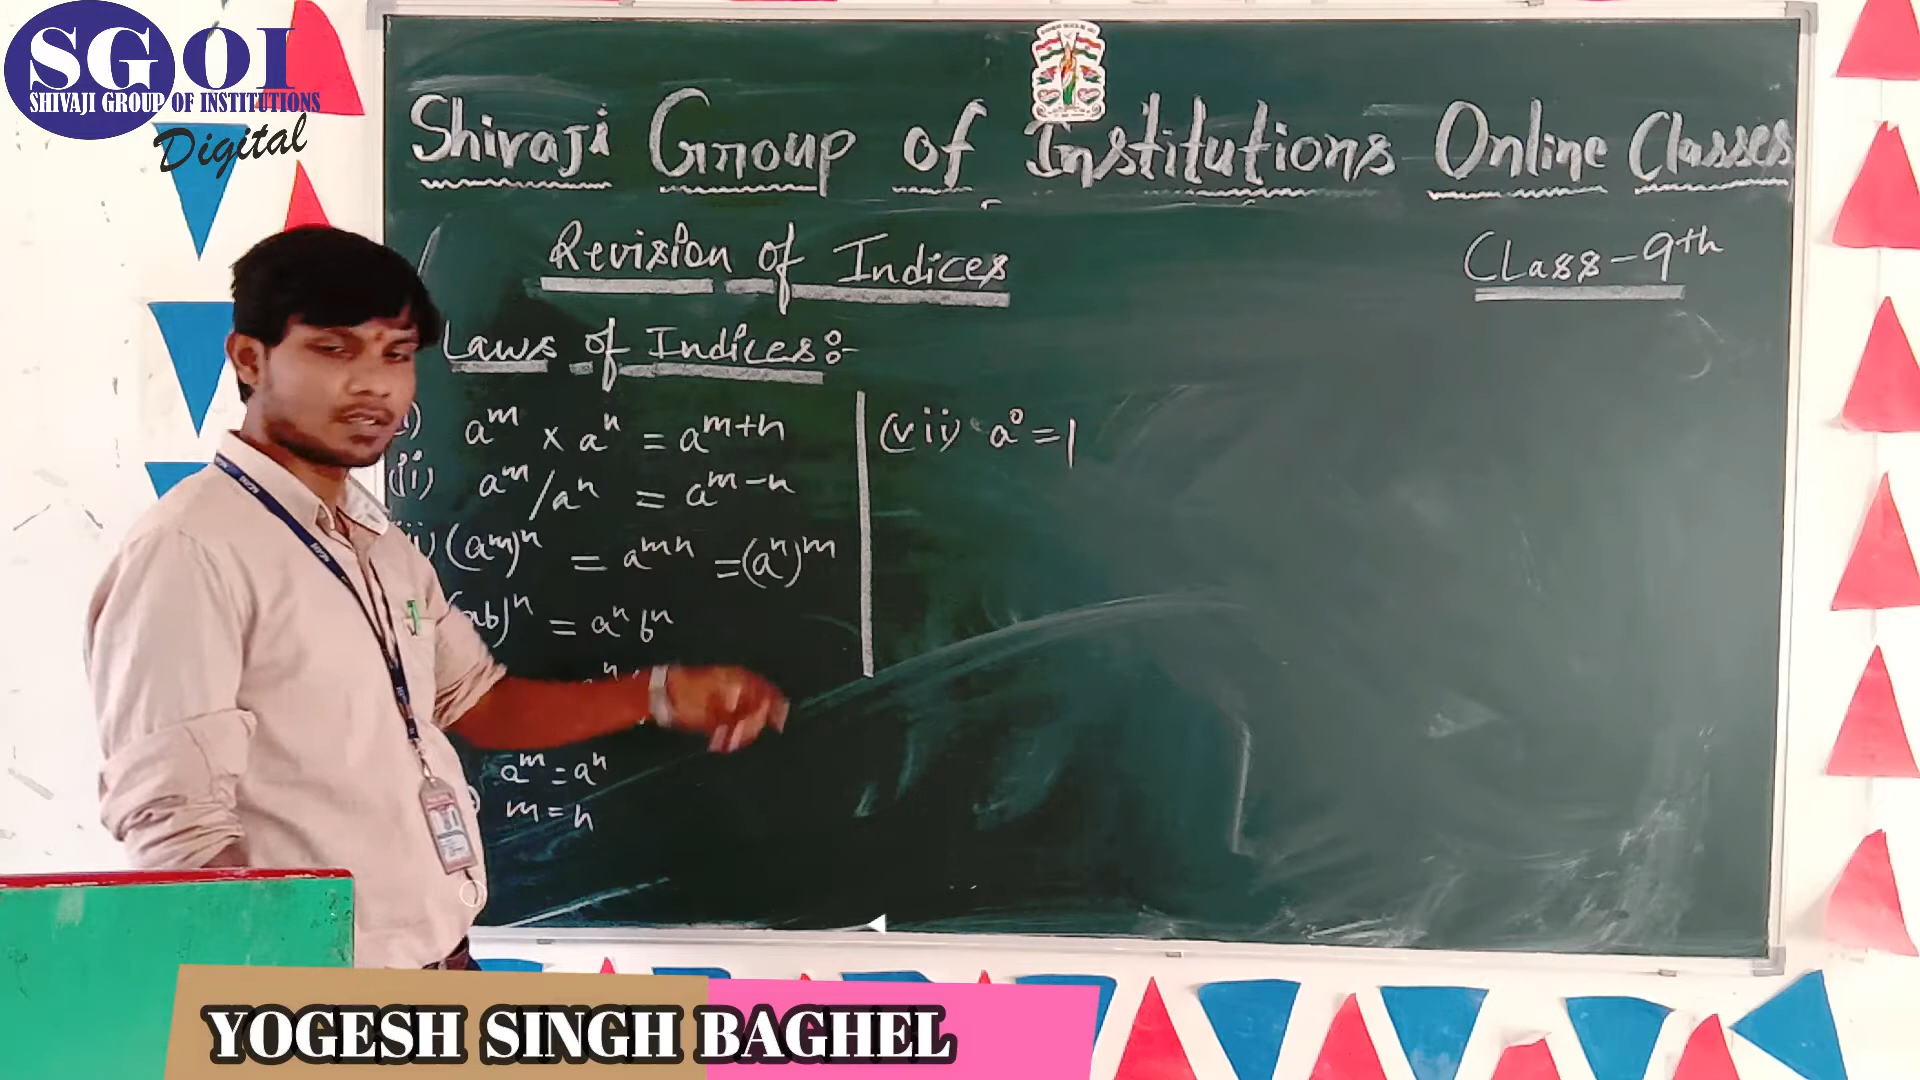 SGOI
SHIVAJI GROUP OF INSTITUTIONS
Digital
Shivaji Group of Institutions Online Classes
Revision of Indices
CLass-9th
Laws of Indices:-
a^m × a^n = a^(m+n)
(ii) a^m / a^n = a^(m-n)
(a^m)^n = a^(mn) = (a^n)^m
ab)^n = a^n b^n
a^m = a^n
m = n
(vii) a^0 = 1
YOGESH SINGH BAGHEL